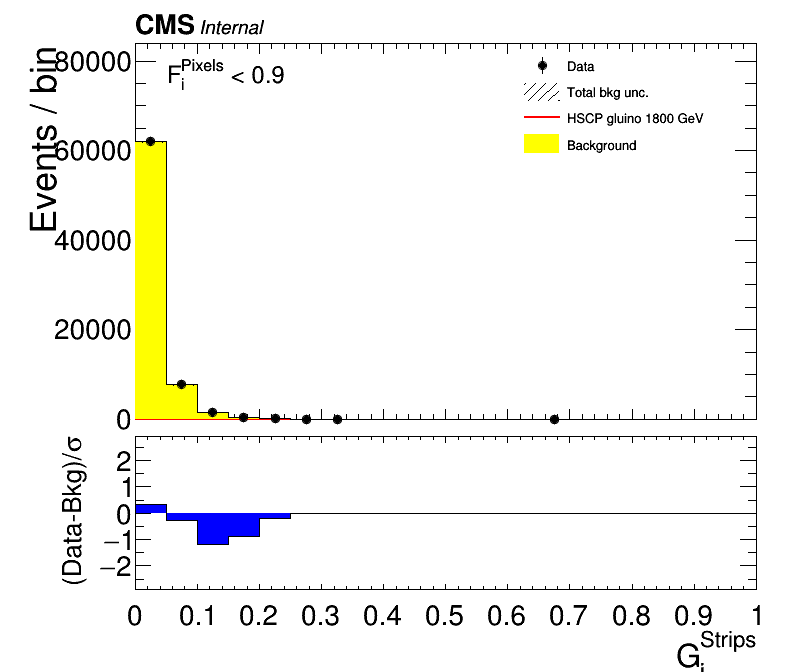 CMS Internal
Events / bin
80000
60000
40000
20000
0
F_i^Pixels < 0.9
Data
Total bkg unc.
HSCP gluino 1800 GeV
Background
(Data-Bkg)/σ
2
1
0
−1
−2
0 0.1 0.2 0.3 0.4 0.5 0.6 0.7 0.8 0.9 1
G_i^Strips